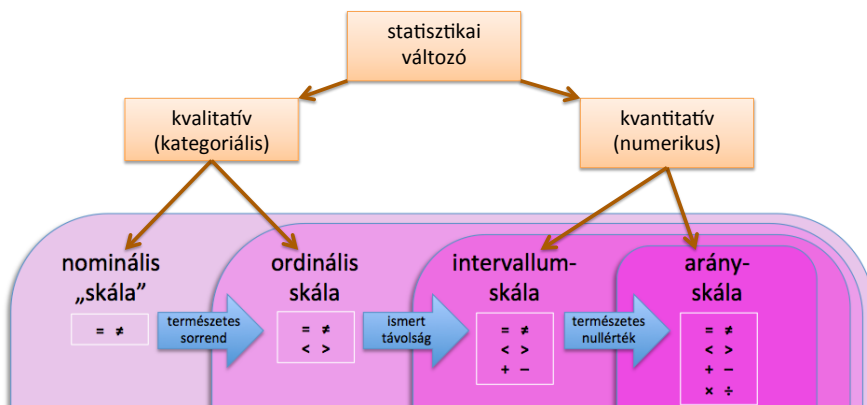 statisztikai
változó
kvalitatív
(kategoriális)
kvantitatív
(numerikus)
nominális
„skála”
= ≠
természetes
sorrend
ordinális
skála
= ≠
< >
ismert
távolság
intervallum-
skála
= ≠
< >
+ −
természetes
nullérték
arány-
skála
= ≠
< >
+ −
× ÷